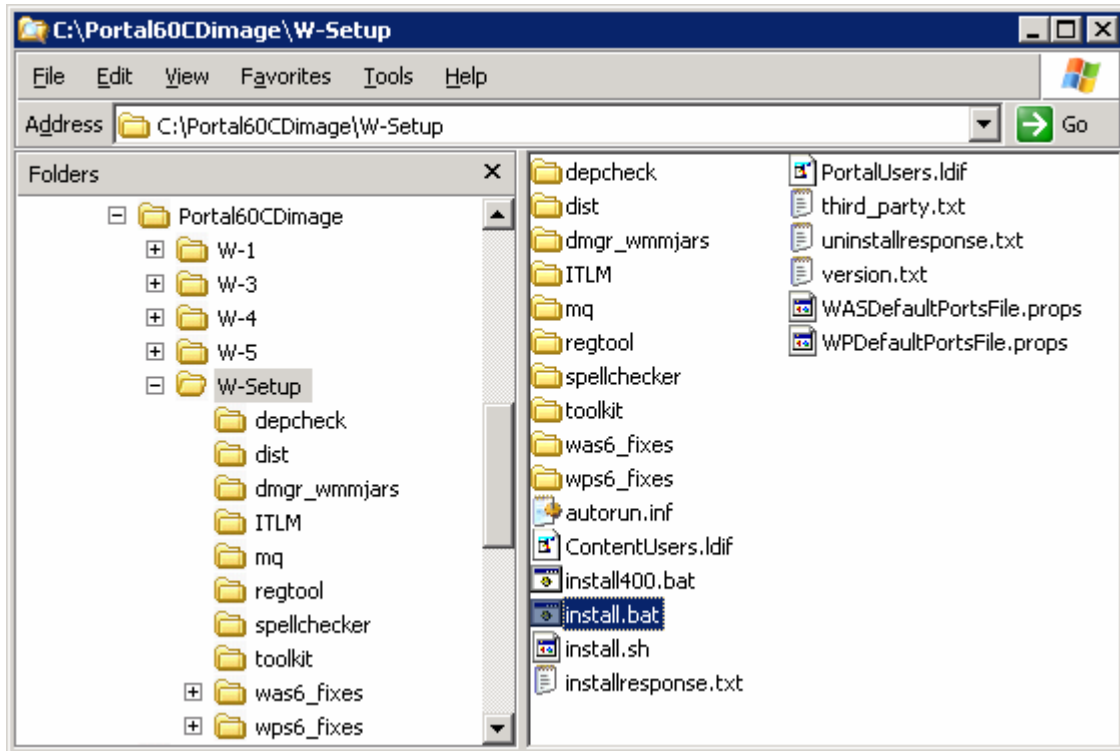 C:\Portal60CDimage\W-Setup
File Edit View Favorites Tools Help
Address C:\Portal60CDimage\W-Setup Go
Folders
Portal60CDimage
W-1
W-3
W-4
W-5
W-Setup
depcheck
dist
dmgr_wmmjars
ITLM
mq
regtool
spellchecker
toolkit
was6_fixes
wps6_fixes
depcheck
dist
dmgr_wmmjars
ITLM
mq
regtool
spellchecker
toolkit
was6_fixes
wps6_fixes
autorun.inf
ContentUsers.ldif
install400.bat
install.bat
install.sh
installresponse.txt
PortalUsers.ldif
third_party.txt
uninstallresponse.txt
version.txt
WASDefaultPortsFile.props
WPDefaultPortsFile.props